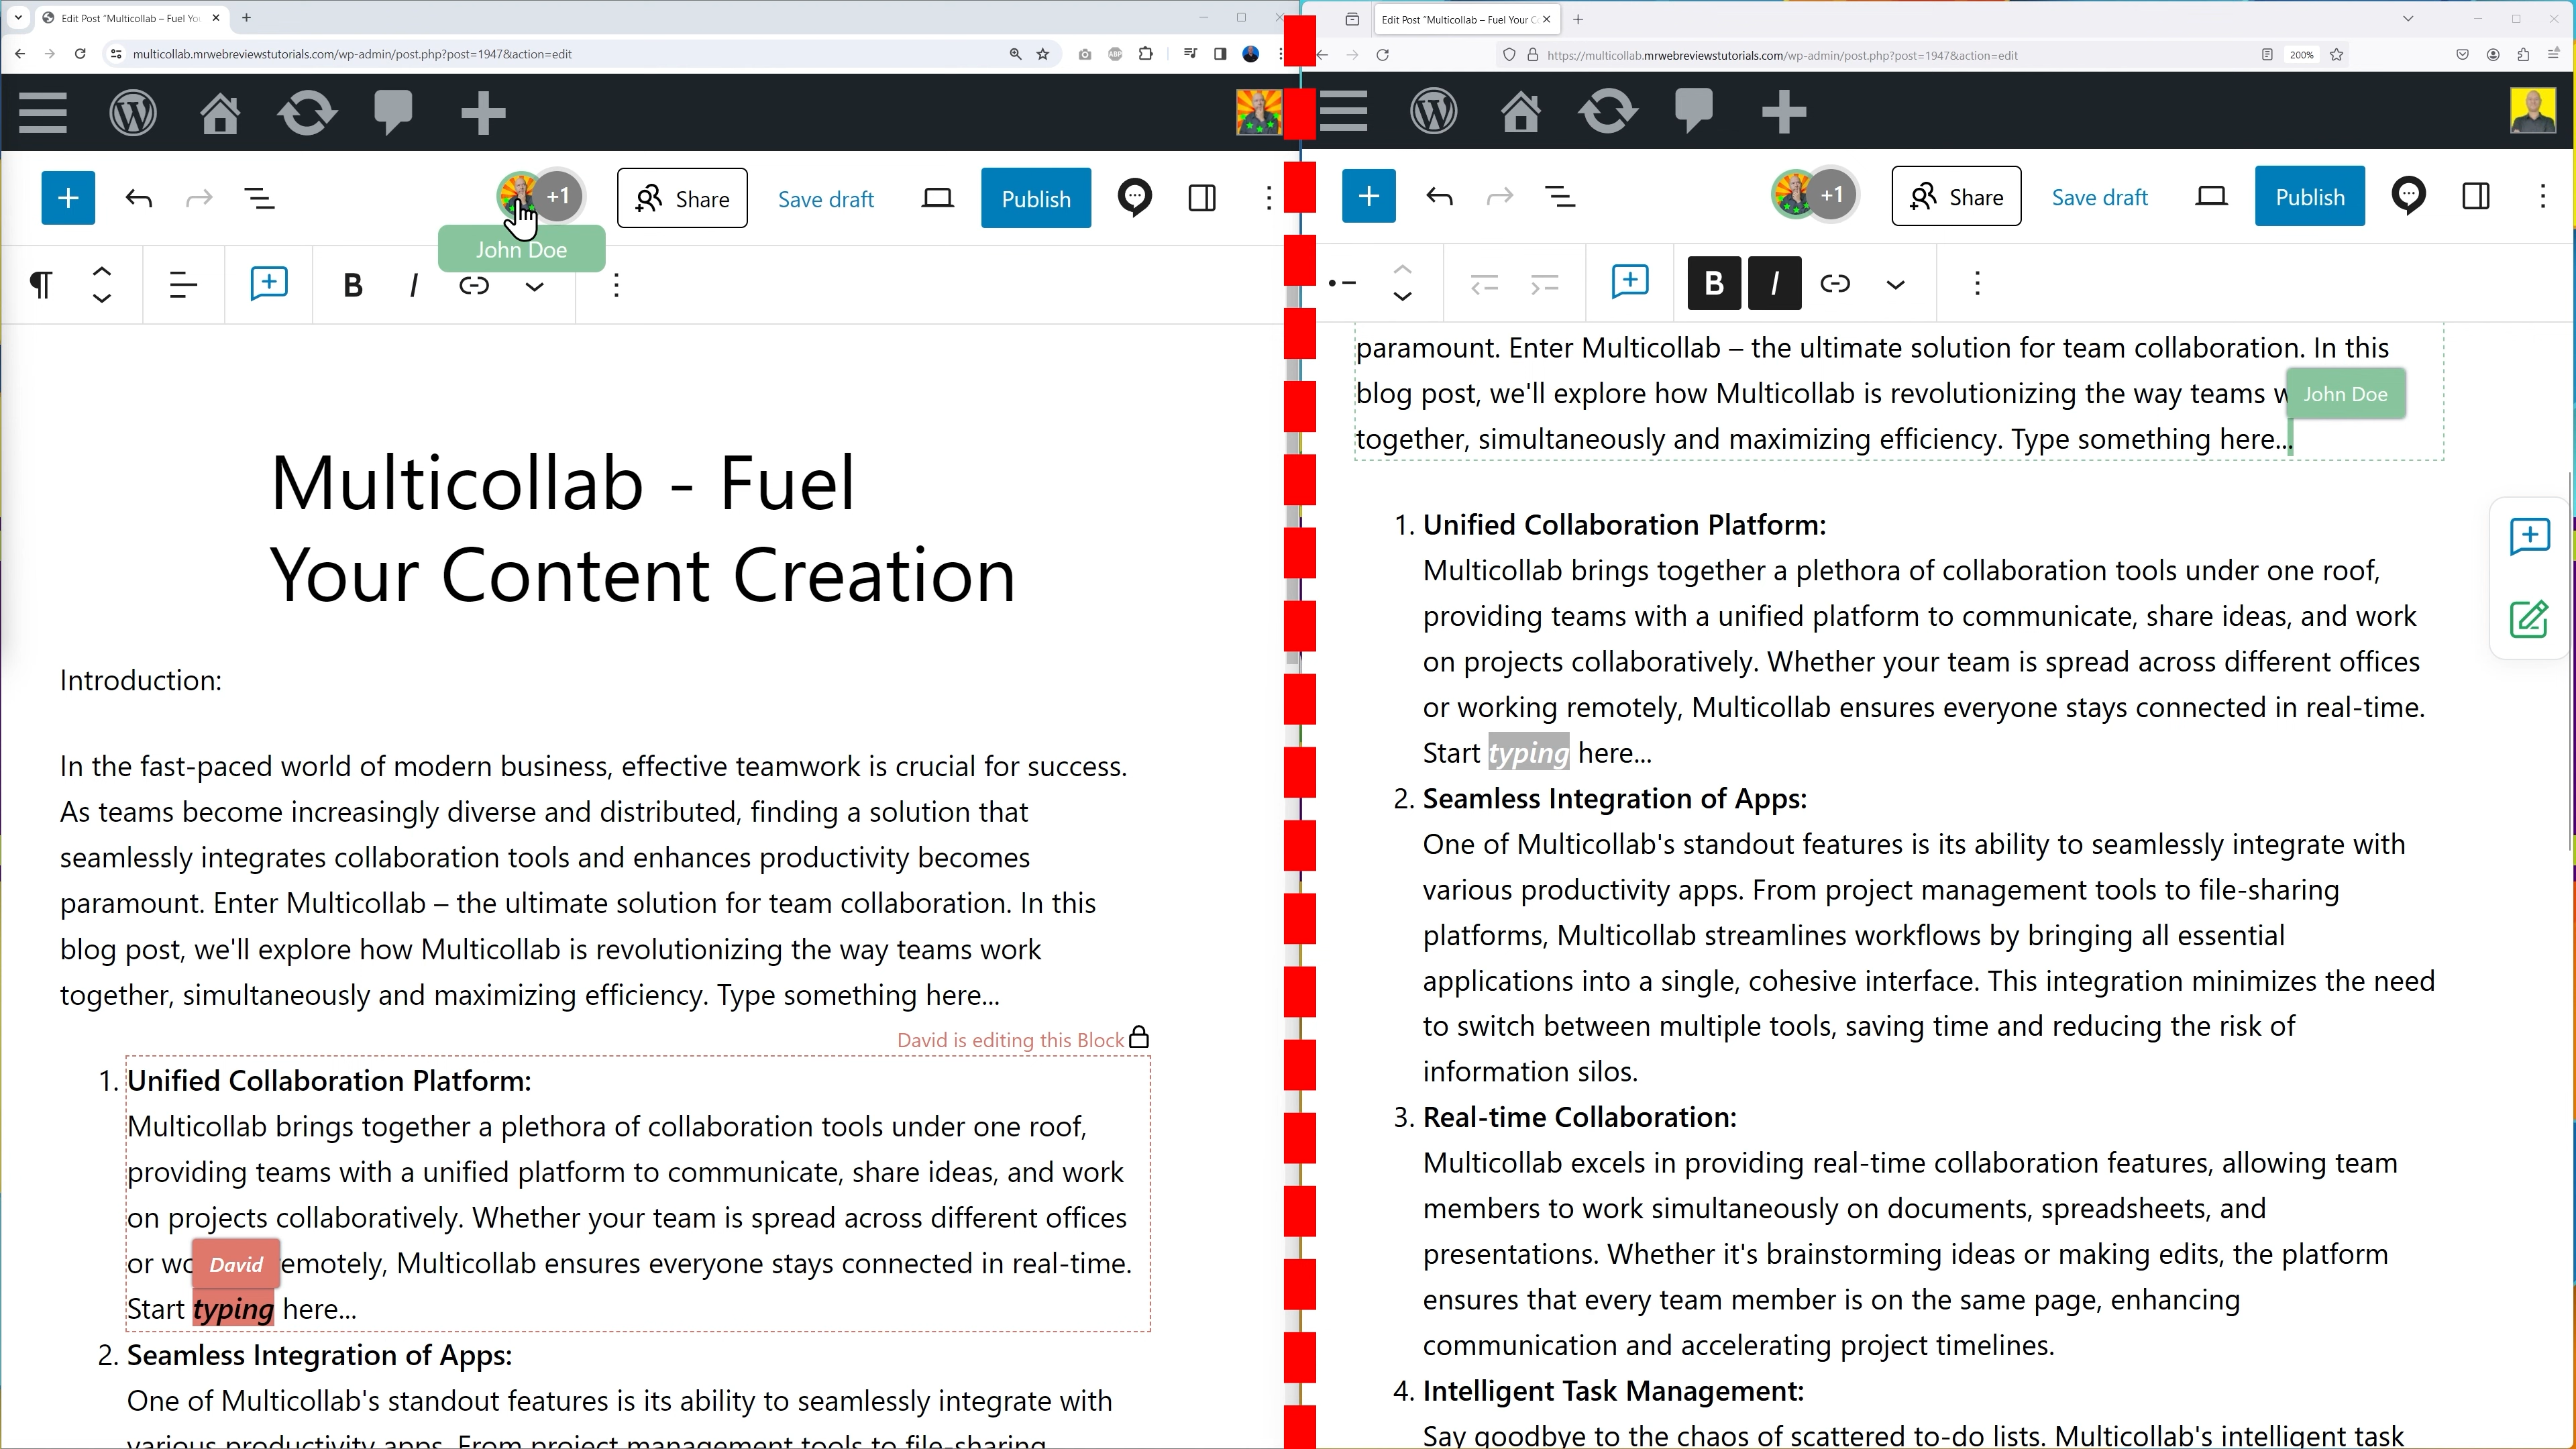 Edit Post “Multicollab – Fuel You
multicollab.mrwebreviewstutorials.com/wp-admin/post.php?post=1947&action=edit
ABP
+1
Share
Save draft
Publish
John Doe
B I
Multicollab - Fuel
Your Content Creation
Introduction:
In the fast-paced world of modern business, effective teamwork is crucial for success.
As teams become increasingly diverse and distributed, finding a solution that
seamlessly integrates collaboration tools and enhances productivity becomes
paramount. Enter Multicollab – the ultimate solution for team collaboration. In this
blog post, we'll explore how Multicollab is revolutionizing the way teams work
together, simultaneously and maximizing efficiency. Type something here...
David is editing this Block
1. Unified Collaboration Platform:
Multicollab brings together a plethora of collaboration tools under one roof,
providing teams with a unified platform to communicate, share ideas, and work
on projects collaboratively. Whether your team is spread across different offices
or wo David emotely, Multicollab ensures everyone stays connected in real-time.
Start typing here...
2. Seamless Integration of Apps:
One of Multicollab's standout features is its ability to seamlessly integrate with
various productivity apps. From project management tools to file-sharing
Edit Post “Multicollab – Fuel Your C
https://multicollab.mrwebreviewstutorials.com/wp-admin/post.php?post=1947&action=edit
200%
+1
Share
Save draft
Publish
B I
paramount. Enter Multicollab – the ultimate solution for team collaboration. In this
blog post, we'll explore how Multicollab is revolutionizing the way teams w John Doe
together, simultaneously and maximizing efficiency. Type something here...
1. Unified Collaboration Platform:
Multicollab brings together a plethora of collaboration tools under one roof,
providing teams with a unified platform to communicate, share ideas, and work
on projects collaboratively. Whether your team is spread across different offices
or working remotely, Multicollab ensures everyone stays connected in real-time.
Start typing here...
2. Seamless Integration of Apps:
One of Multicollab's standout features is its ability to seamlessly integrate with
various productivity apps. From project management tools to file-sharing
platforms, Multicollab streamlines workflows by bringing all essential
applications into a single, cohesive interface. This integration minimizes the need
to switch between multiple tools, saving time and reducing the risk of
information silos.
3. Real-time Collaboration:
Multicollab excels in providing real-time collaboration features, allowing team
members to work simultaneously on documents, spreadsheets, and
presentations. Whether it's brainstorming ideas or making edits, the platform
ensures that every team member is on the same page, enhancing
communication and accelerating project timelines.
4. Intelligent Task Management:
Say goodbye to the chaos of scattered to-do lists. Multicollab's intelligent task